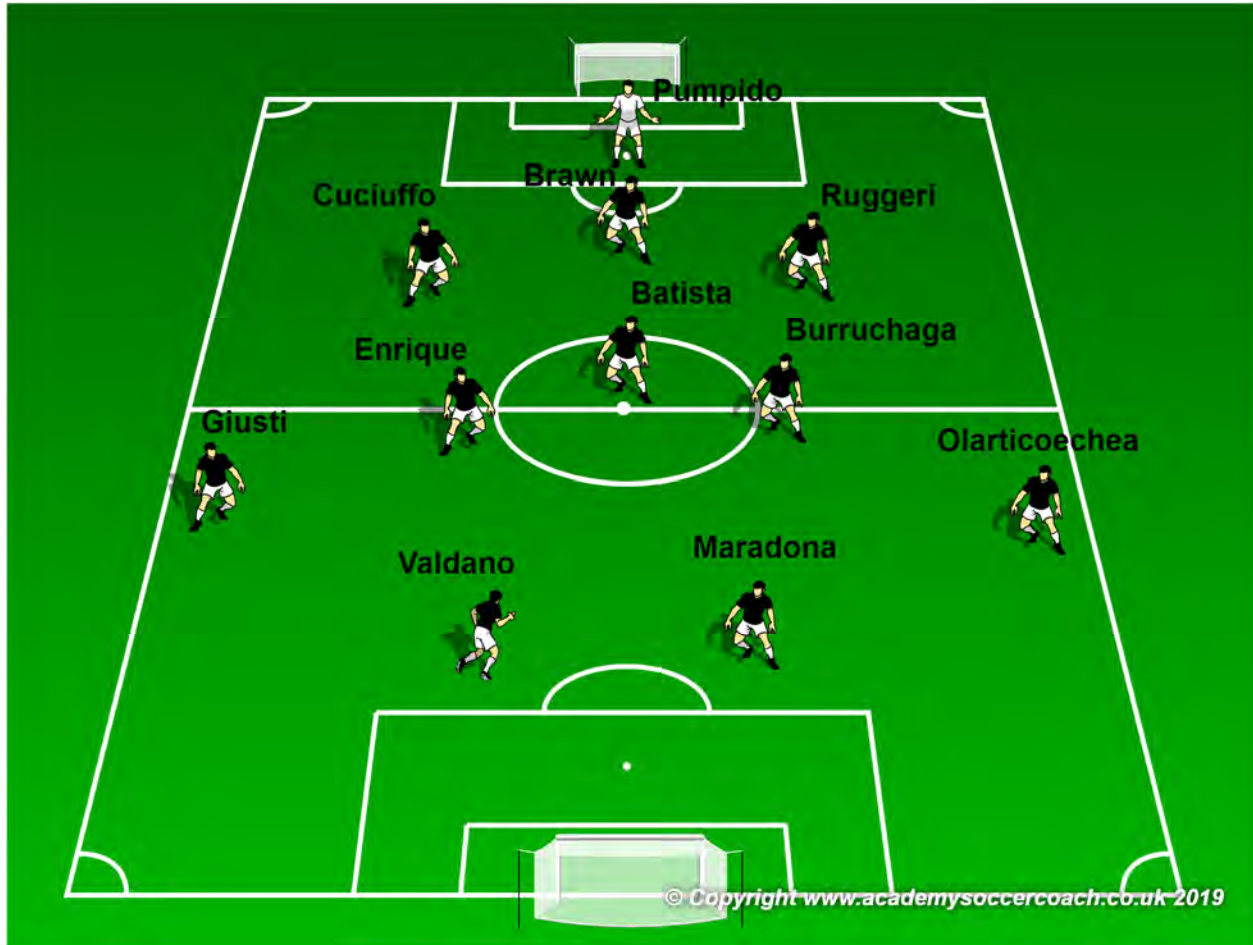 Pumpido
Brawn
Cuciuffo
Ruggeri
Batista
Burruchaga
Enrique
Giusti
Olarticoechea
Maradona
Valdano
© Copyright www.academysoccercoach.co.uk 2019